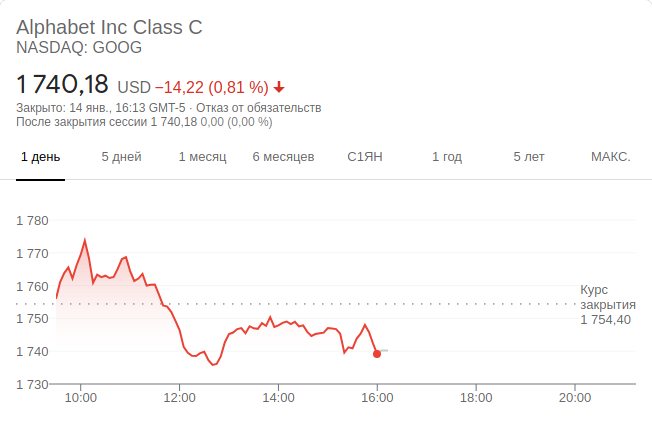 Alphabet Inc Class C
NASDAQ: GOOG
1 740,18 USD −14,22 (0,81 %)
Закрыто: 14 янв., 16:13 GMT-5 · Отказ от обязательств
После закрытия сессии 1 740,18 0,00 (0,00 %)
1 день 5 дней 1 месяц 6 месяцев С1ЯН 1 год 5 лет МАКС.
1 780
1 770
1 760
Курс
закрытия
1 754,40
1 750
1 740
1 730
10:00 12:00 14:00 16:00 18:00 20:00